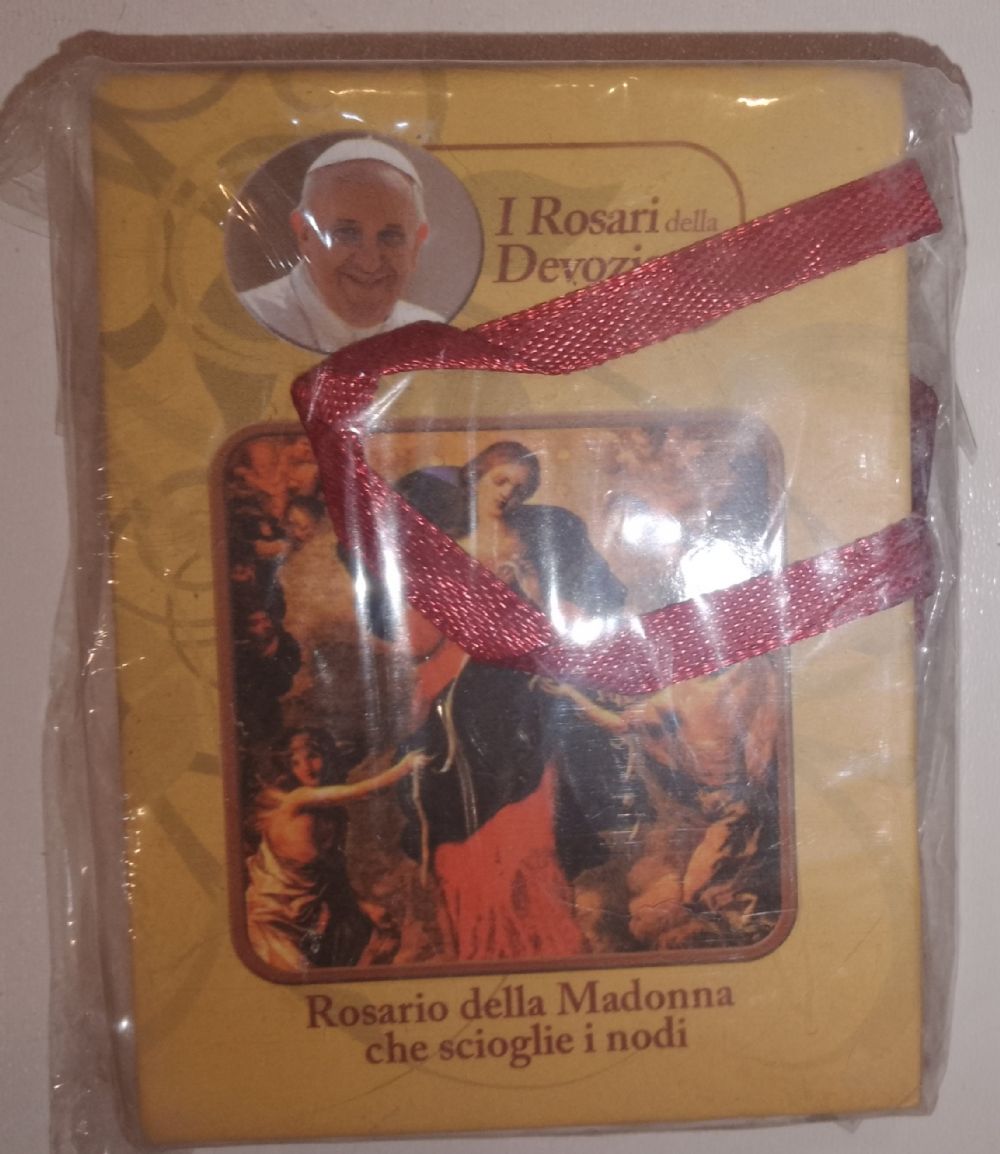 I Rosari della
Rosario della Madonna
che scioglie i nodi